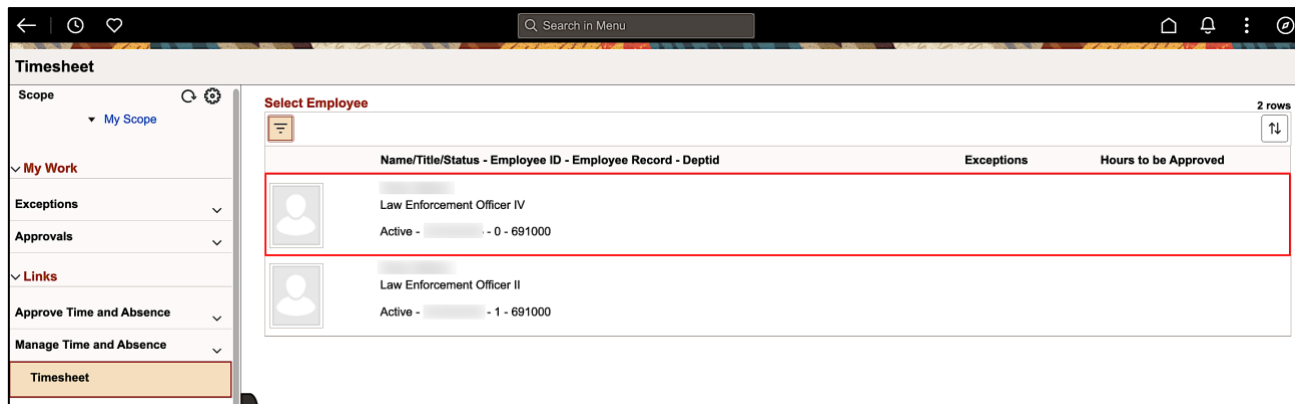 Search in Menu
Timesheet
Scope
My Scope
My Work
Exceptions
Approvals
Links
Approve Time and Absence
Manage Time and Absence
Timesheet
Select Employee
2 rows
Name/Title/Status - Employee ID - Employee Record - Deptid Exceptions Hours to be Approved
Law Enforcement Officer IV
Active - - 0 - 691000
Law Enforcement Officer II
Active - - 1 - 691000